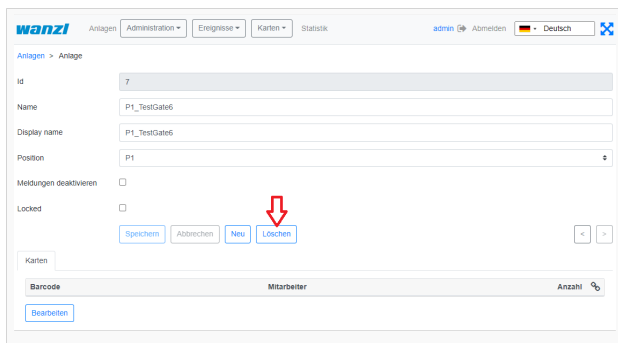 wanzl Anlagen Administration Ereignisse Karten Statistik admin Abmelden Deutsch
Anlagen > Anlage
Id 7
Name P1_TestGate6
Display name P1_TestGate6
Position P1
Meldungen deaktivieren
Locked
Speichern Abbrechen Neu Löschen < >
Karten
Barcode Mitarbeiter Anzahl
Bearbeiten